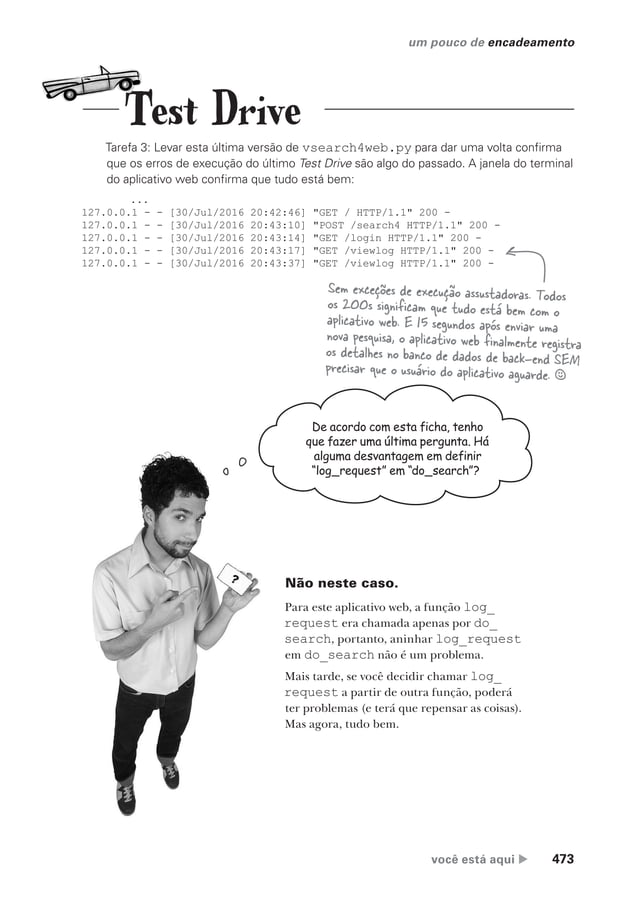 um pouco de encadeamento
Test Drive
Tarefa 3: Levar esta última versão de vsearch4web.py para dar uma volta confirma
que os erros de execução do último Test Drive são algo do passado. A janela do terminal
do aplicativo web confirma que tudo está bem:
...
127.0.0.1 - - [30/Jul/2016 20:42:46] "GET / HTTP/1.1" 200 -
127.0.0.1 - - [30/Jul/2016 20:43:10] "POST /search4 HTTP/1.1" 200 -
127.0.0.1 - - [30/Jul/2016 20:43:14] "GET /login HTTP/1.1" 200 -
127.0.0.1 - - [30/Jul/2016 20:43:17] "GET /viewlog HTTP/1.1" 200 -
127.0.0.1 - - [30/Jul/2016 20:43:37] "GET /viewlog HTTP/1.1" 200 -
Sem exceções de execução assustadoras. Todos
os 200s significam que tudo está bem com o
aplicativo web. E 15 segundos após enviar uma
nova pesquisa, o aplicativo web finalmente registra
os detalhes no banco de dados de back-end SEM
precisar que o usuário do aplicativo aguarde. ☺
De acordo com esta ficha, tenho
que fazer uma última pergunta. Há
alguma desvantagem em definir
"log_request" em "do_search"?
?
Não neste caso.
Para este aplicativo web, a função log_
request era chamada apenas por do_
search, portanto, aninhar log_request
em do_search não é um problema.
Mais tarde, se você decidir chamar log_
request a partir de outra função, poderá
ter problemas (e terá que repensar as coisas).
Mas agora, tudo bem.
você está aqui ▶ 473